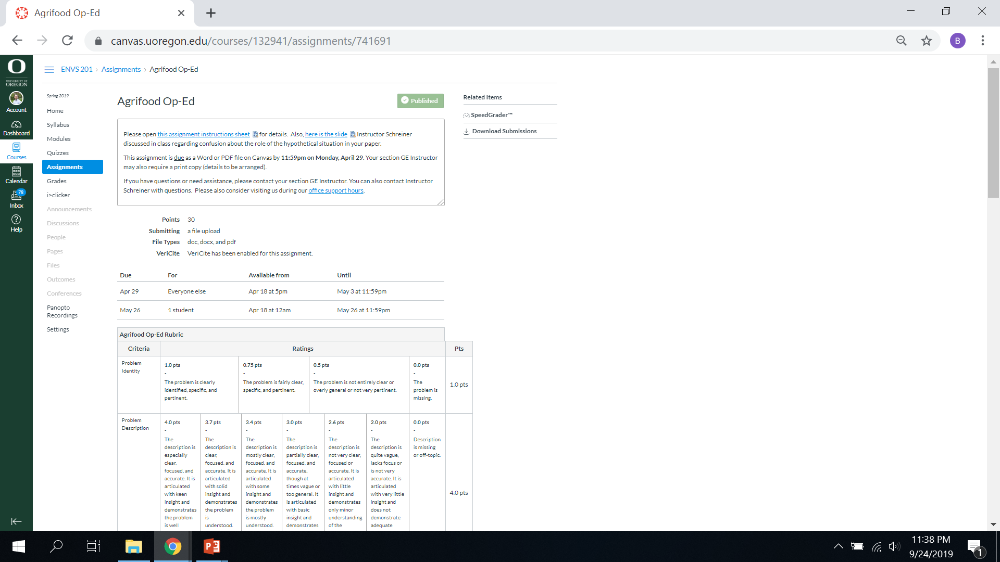 Agrifood Op-Ed
canvas.uoregon.edu/courses/132941/assignments/741691
B
UNIVERSITY OF
OREGON
Account
Dashboard
Courses
Calendar
78
Inbox
Help
ENVS 201 › Assignments › Agrifood Op-Ed
Spring 2019
Home
Syllabus
Modules
Quizzes
Assignments
Grades
i>clicker
Announcements
Discussions
People
Pages
Files
Outcomes
Conferences
Panopto
Recordings
Settings
Agrifood Op-Ed
Published
Please open this assignment instructions sheet for details. Also, here is the slide Instructor Schreiner
discussed in class regarding confusion about the role of the hypothetical situation in your paper.
This assignment is due as a Word or PDF file on Canvas by 11:59pm on Monday, April 29. Your section GE Instructor
may also require a print copy (details to be arranged).
If you have questions or need assistance, please contact your section GE Instructor. You can also contact Instructor
Schreiner with questions. Please also consider visiting us during our office support hours.
Points 30
Submitting a file upload
File Types doc, docx, and pdf
VeriCite VeriCite has been enabled for this assignment.
Due For Available from Until
Apr 29 Everyone else Apr 18 at 5pm May 3 at 11:59pm
May 26 1 student Apr 18 at 12am May 26 at 11:59pm
Related Items
SpeedGrader™
Download Submissions
Agrifood Op-Ed Rubric
Criteria Ratings Pts
Problem
Identity
1.0 pts
-
The problem is clearly
identified, specific, and
pertinent.
0.75 pts
-
The problem is fairly clear,
specific, and pertinent.
0.5 pts
-
The problem is not entirely clear or
overly general or not very pertinent.
0.0 pts
-
The
problem is
missing.
1.0 pts
Problem
Description
4.0 pts
-
The
description is
especially
clear,
focused, and
accurate. It is
articulated
with keen
insight and
demonstrates
the problem
is well
3.7 pts
-
The
description is
clear,
focused, and
accurate. It is
articulated
with solid
insight and
demonstrates
the problem
is
understood.
3.4 pts
-
The
description is
mostly clear,
focused, and
accurate. It is
articulated
with some
insight and
demonstrates
the problem
is mostly
understood.
3.0 pts
-
The
description is
partially clear,
focused, and
accurate,
though at
times vague or
too general. It
is articulated
with basic
insight and
demonstrates
2.6 pts
-
The
description is
not very clear,
focused or
accurate. It is
articulated
with little
insight and
demonstrates
only minor
understanding
of the
2.0 pts
-
The
description is
quite vague,
lacks focus or
is not very
accurate. It is
articulated
with very little
insight and
does not
demonstrate
adequate
0.0 pts
-
Description
is missing
or off-topic.
4.0 pts
11:38 PM
9/24/2019
1